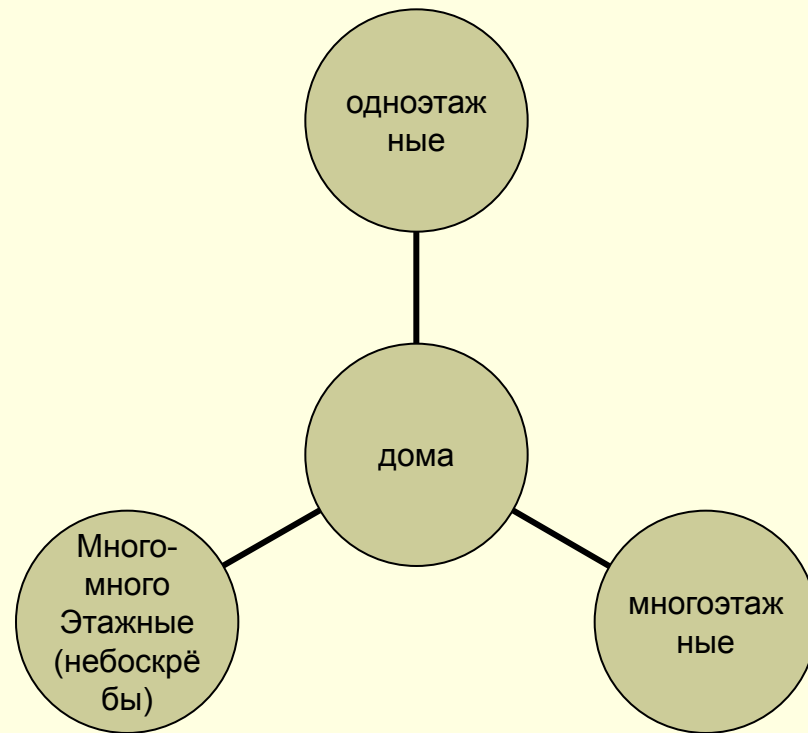 одноэтаж
ные
дома
Много-
много
Этажные
(небоскрё
бы)
многоэтаж
ные